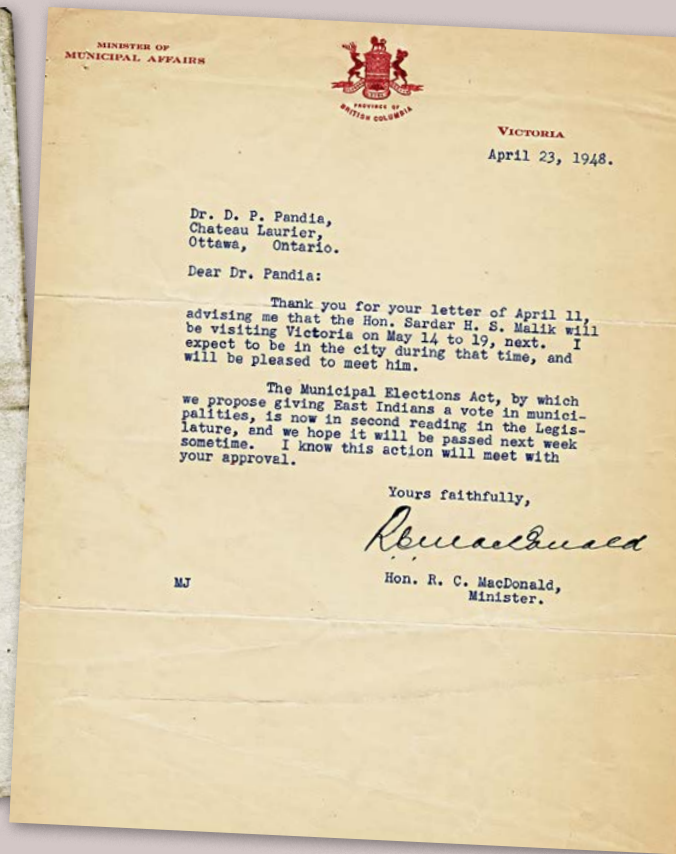 MINISTER OF
MUNICIPAL AFFAIRS
PROVINCE OF
BRITISH COLUMBIA
VICTORIA
April 23, 1948.
Dr. D. P. Pandia,
Chateau Laurier,
Ottawa, Ontario.
Dear Dr. Pandia:
Thank you for your letter of April 11,
advising me that the Hon. Sardar H. S. Malik will
be visiting Victoria on May 14 to 19, next. I
expect to be in the city during that time, and
will be pleased to meet him.
The Municipal Elections Act, by which
we propose giving East Indians a vote in munici-
palities, is now in second reading in the Legis-
lature, and we hope it will be passed next week
sometime. I know this action will meet with
your approval.
Yours faithfully,
RCMacDonald
Hon. R. C. MacDonald,
Minister.
MJ